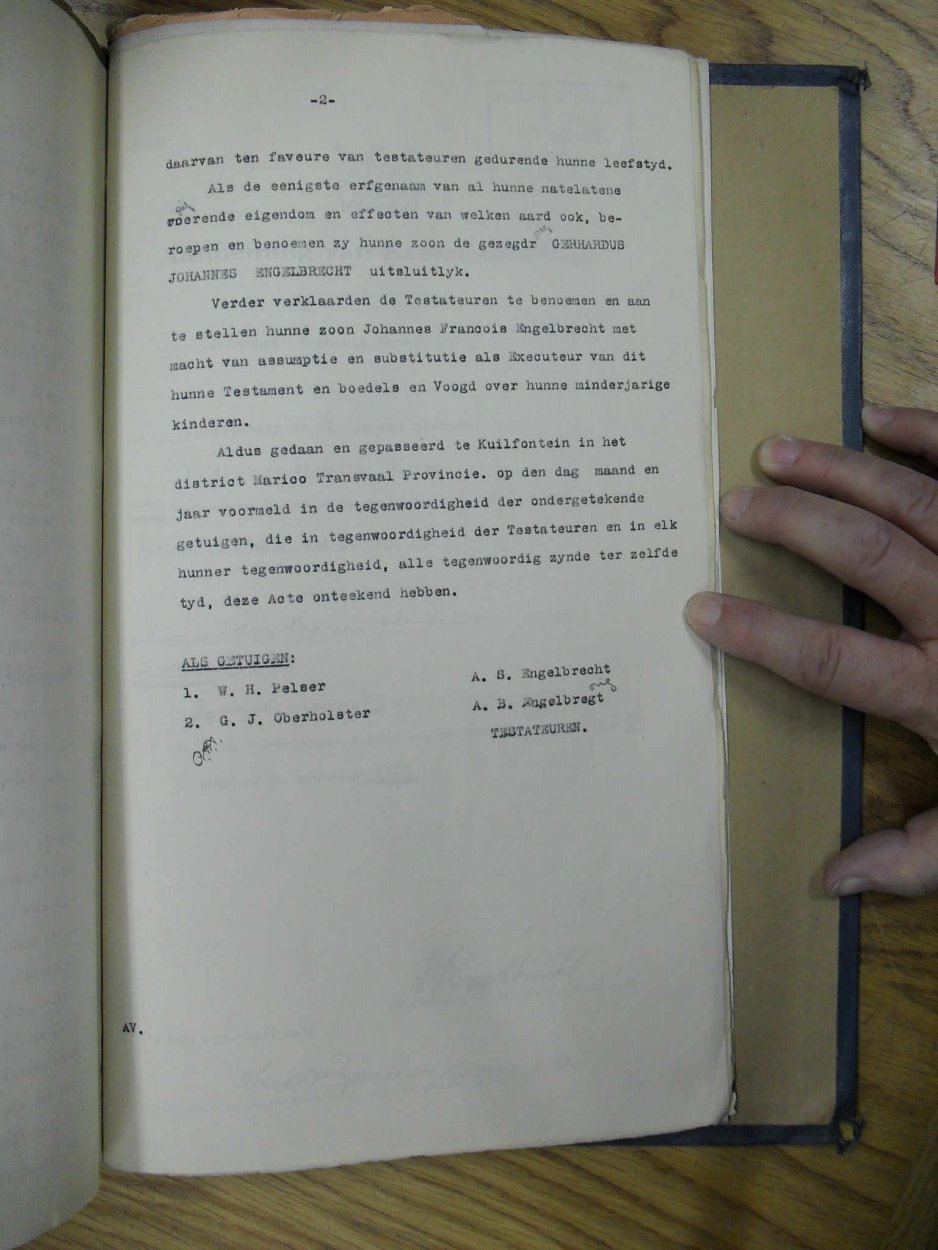 -2-
daarvan ten faveure van testateuren gedurende hunne leefstyd.
Als de eenigste erfgenaam van al hunne natelatene
roerende eigendom en effecten van welken aard ook, be-
roepen en benoemen zy hunne zoon de gezegdr GERHARDUS
JOHANNES ENGELBRECHT uitsluitlyk.
Verder verklaarden de Testateuren te benoemen en aan
te stellen hunne zoon Johannes Francois Engelbrecht met
macht van assumptie en substitutie als Executeur van dit
hunne Testament en boedels en Voogd over hunne minderjarige
kinderen.
Aldus gedaan en gepasseerd te Kuilfontein in het
district Marico Transvaal Provincie. op den dag maand en
jaar voormeld in de tegenwoordigheid der ondergetekende
getuigen, die in tegenwoordigheid der Testateuren en in elk
hunner tegenwoordigheid, alle tegenwoordig zynde ter zelfde
tyd, deze Acte onteekend hebben.
ALS GETUIGEN:
1. W. H. Pelser
2. G. J. Oberholster
A. S. Engelbrecht
A. B. Engelbregt
TESTATEUREN.
AV.